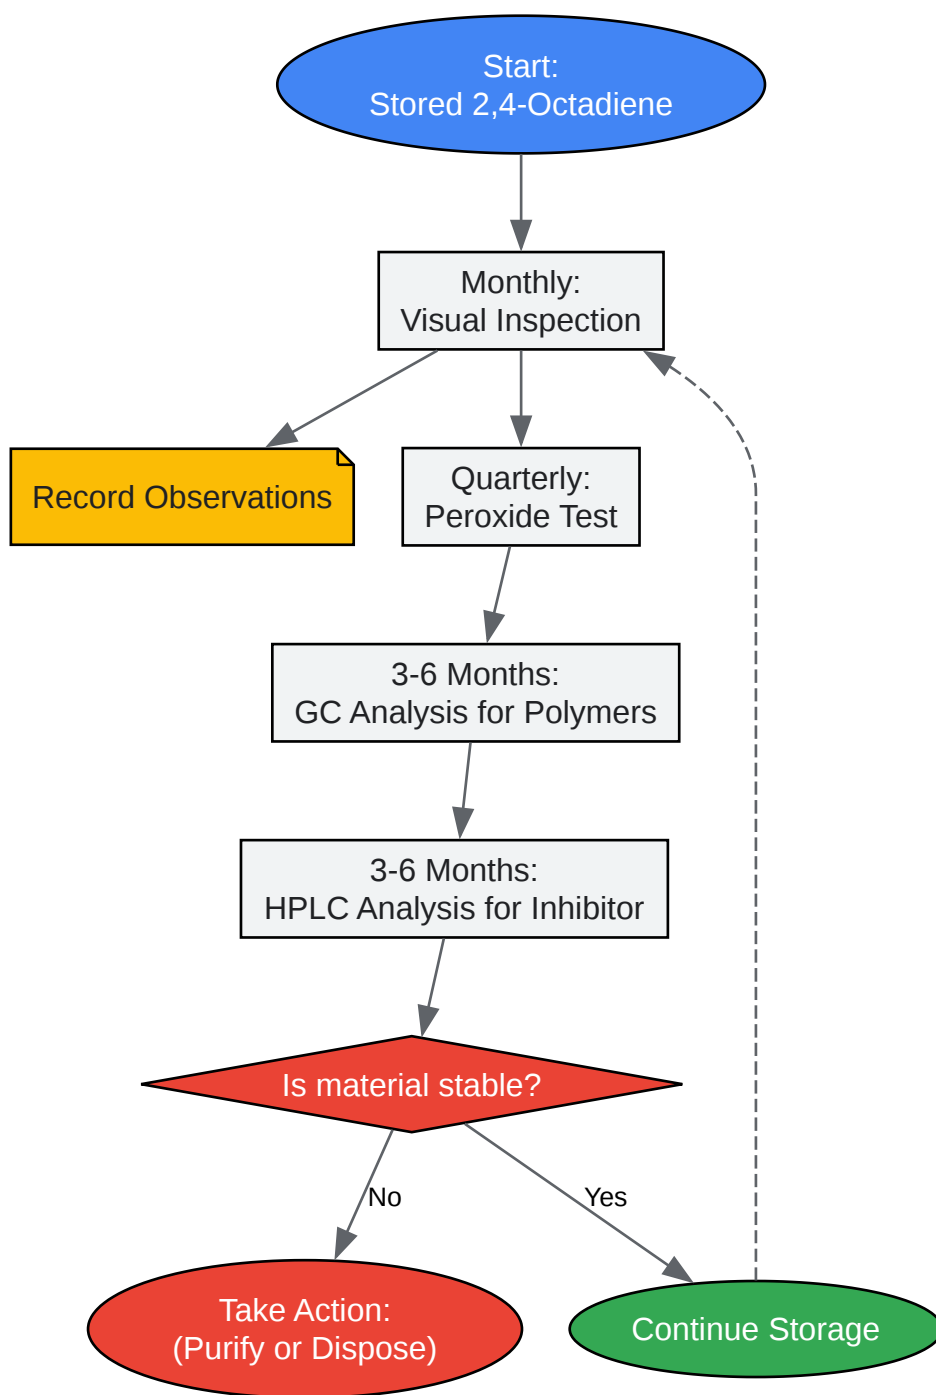 Start:
Stored 2,4-Octadiene
Monthly:
Visual Inspection
Record Observations
Quarterly:
Peroxide Test
3-6 Months:
GC Analysis for Polymers
3-6 Months:
HPLC Analysis for Inhibitor
Is material stable?
No
Yes
Take Action:
(Purify or Dispose)
Continue Storage